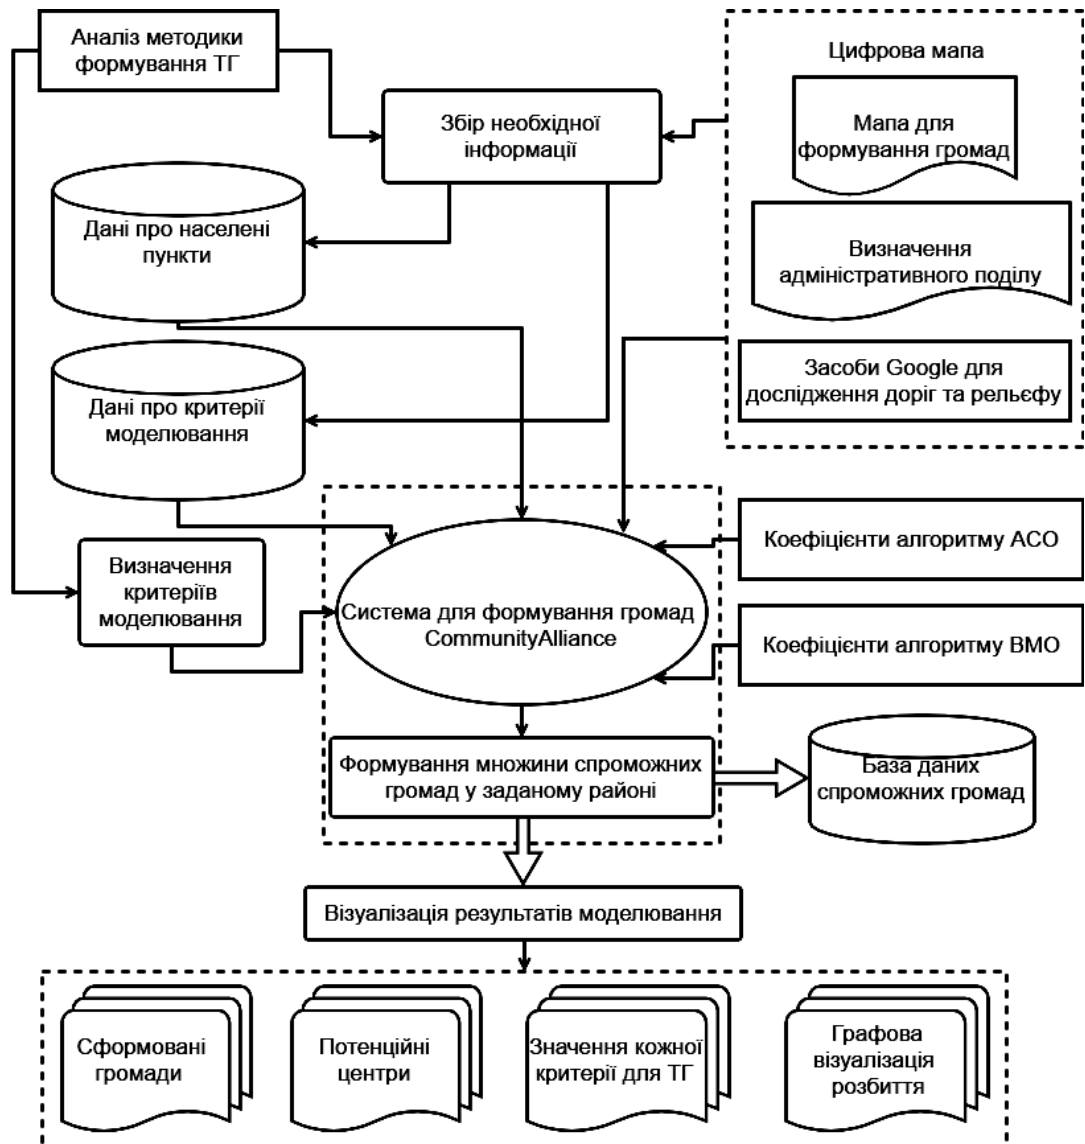 Аналіз методики
формування ТГ
Цифрова мапа
Збір необхідної
інформації
Мапа для
формування громад
Дані про населені
пункти
Визначення
адміністративного поділу
Засоби Google для
дослідження доріг та рельєфу
Дані про критерії
моделювання
Коефіцієнти алгоритму ACO
Визначення
критеріїв
моделювання
Система для формування громад
CommunityAlliance
Коефіцієнти алгоритму BMO
Формування множини спроможних
громад у заданому районі
База даних
спроможних громад
Візуалізація результатів моделювання
Сформовані
громади
Потенційні
центри
Значення кожної
критерії для ТГ
Графова
візуалізація
розбиття